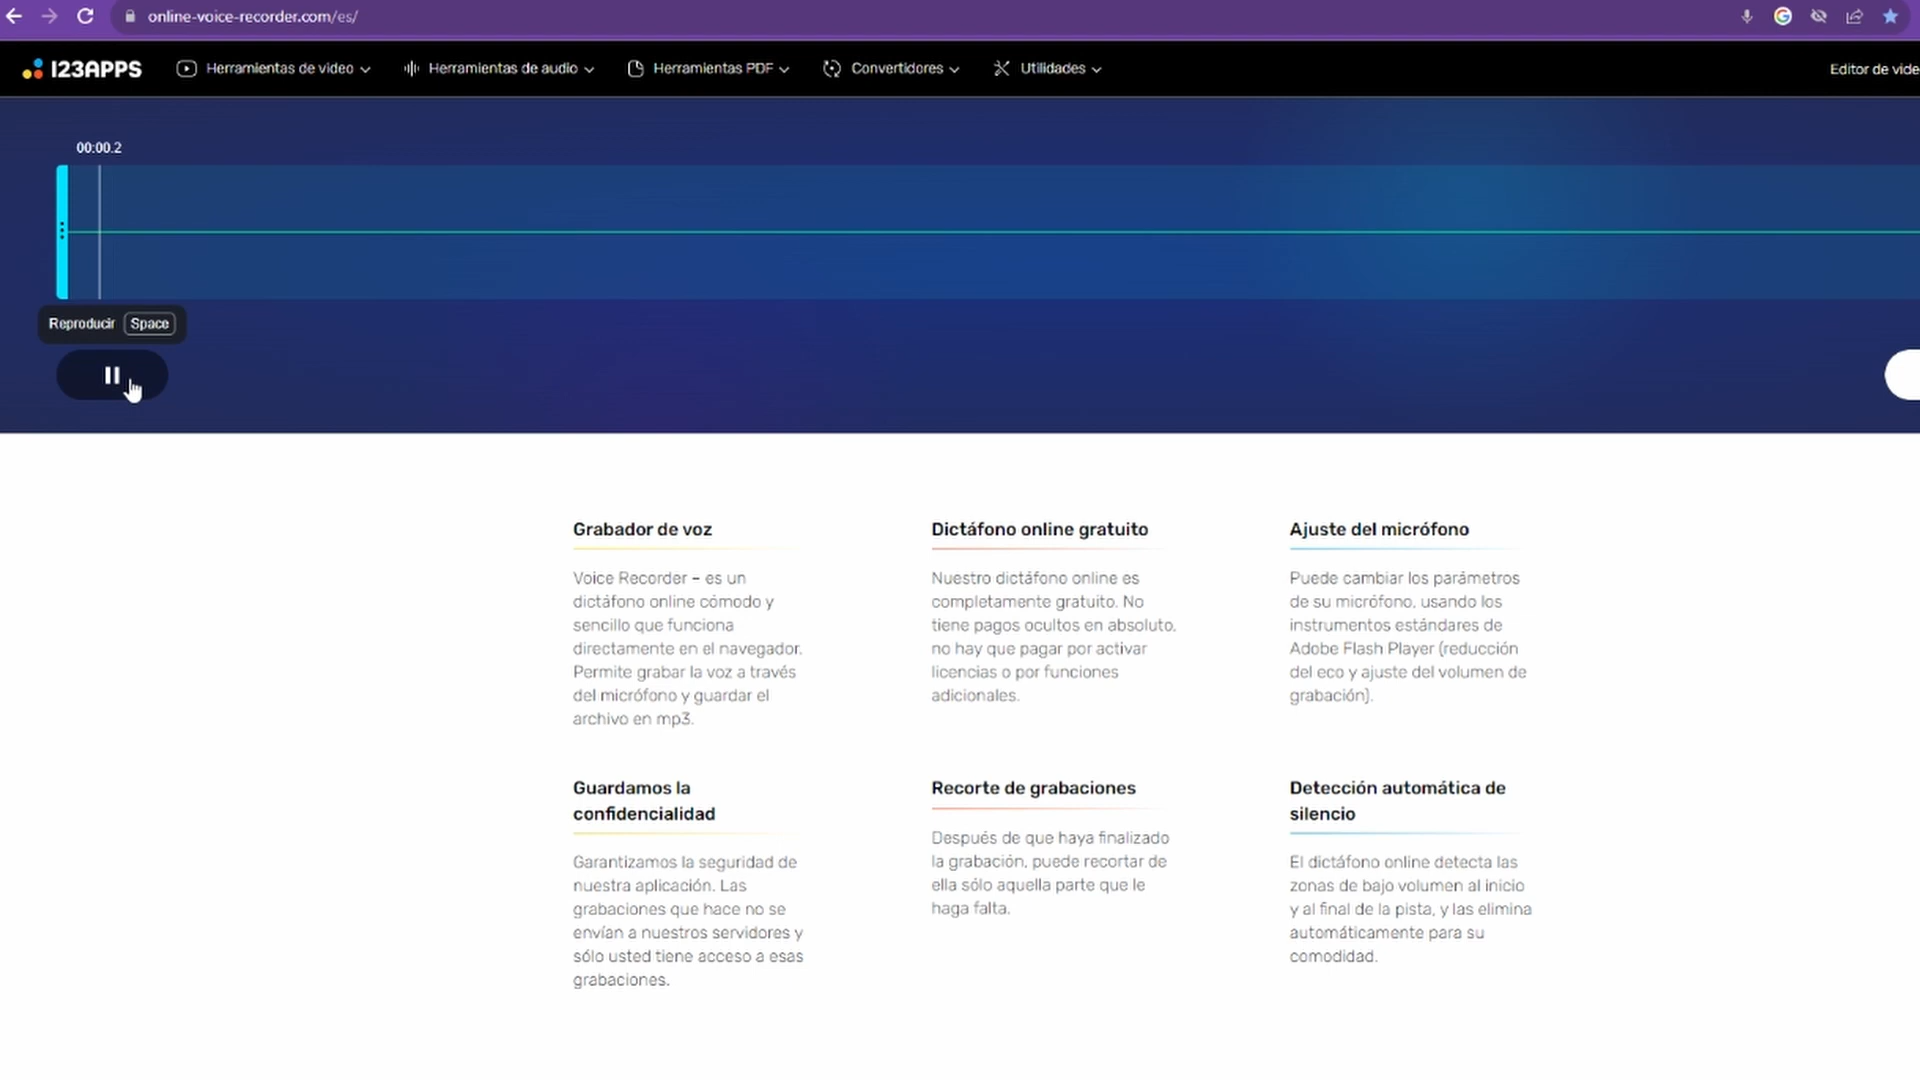 online-voice-recorder.com/es/
123APPS
Herramientas de video
Herramientas de audio
Herramientas PDF
Convertidores
Utilidades
Editor de vide
00:00.2
Reproducir Space
Grabador de voz
Voice Recorder – es un
dictáfono online cómodo y
sencillo que funciona
directamente en el navegador.
Permite grabar la voz a través
del micrófono y guardar el
archivo en mp3.
Dictáfono online gratuito
Nuestro dictáfono online es
completamente gratuito. No
tiene pagos ocultos en absoluto,
no hay que pagar por activar
licencias o por funciones
adicionales.
Ajuste del micrófono
Puede cambiar los parámetros
de su micrófono, usando los
instrumentos estándares de
Adobe Flash Player (reducción
del eco y ajuste del volumen de
grabación).
Guardamos la
confidencialidad
Garantizamos la seguridad de
nuestra aplicación. Las
grabaciones que hace no se
envían a nuestros servidores y
sólo usted tiene acceso a esas
grabaciones.
Recorte de grabaciones
Después de que haya finalizado
la grabación, puede recortar de
ella sólo aquella parte que le
haga falta.
Detección automática de
silencio
El dictáfono online detecta las
zonas de bajo volumen al inicio
y al final de la pista, y las elimina
automáticamente para su
comodidad.